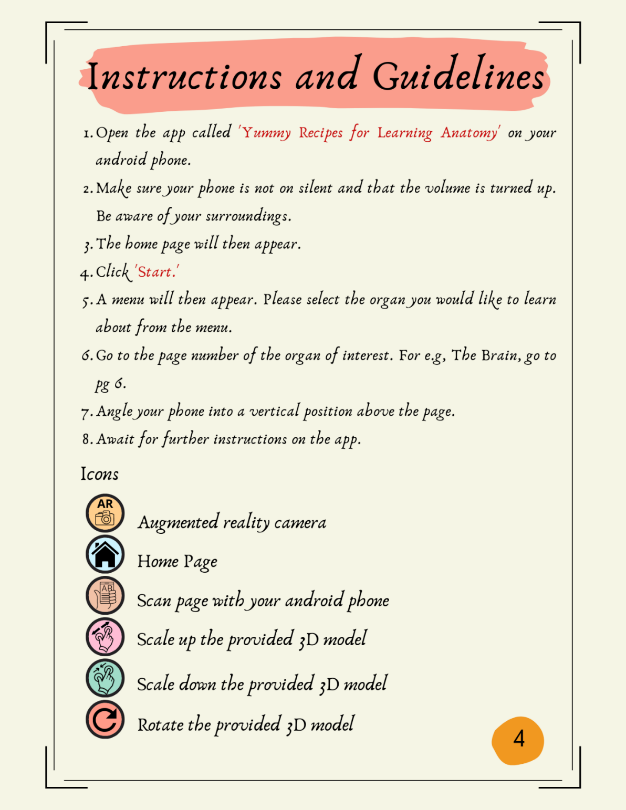 Instructions and Guidelines
1. Open the app called 'Yummy Recipes for Learning Anatomy' on your
android phone.
2. Make sure your phone is not on silent and that the volume is turned up.
Be aware of your surroundings.
3. The home page will then appear.
4. Click 'Start.'
5. A menu will then appear. Please select the organ you would like to learn
about from the menu.
6. Go to the page number of the organ of interest. For e.g, The Brain, go to
pg 6.
7. Angle your phone into a vertical position above the page.
8. Await for further instructions on the app.
Icons
AR
Augmented reality camera
Home Page
AB
Scan page with your android phone
Scale up the provided 3D model
Scale down the provided 3D model
Rotate the provided 3D model
4